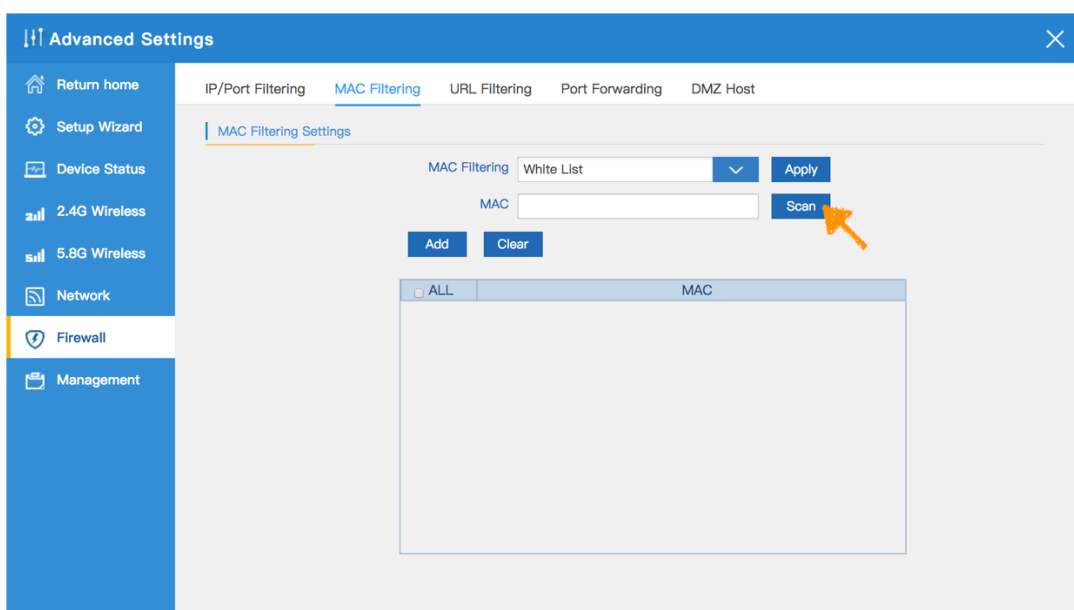 Advanced Settings
Return home
Setup Wizard
Device Status
2.4G Wireless
5.8G Wireless
Network
Firewall
Management
IP/Port Filtering MAC Filtering URL Filtering Port Forwarding DMZ Host
MAC Filtering Settings
MAC Filtering White List Apply
MAC Scan
Add Clear
ALL MAC